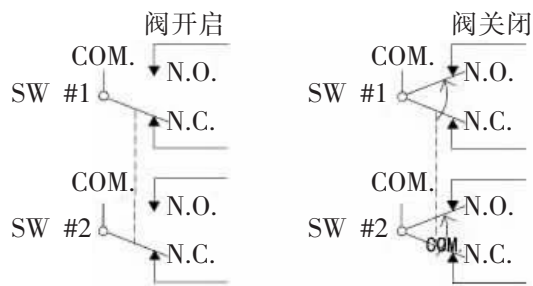 阀开启 阀关闭
COM. COM.
N.O. N.O.
SW #1 SW #1
N.C. N.C.
COM. COM.
N.O. N.O.
SW #2 SW #2
COM.
N.C. N.C.